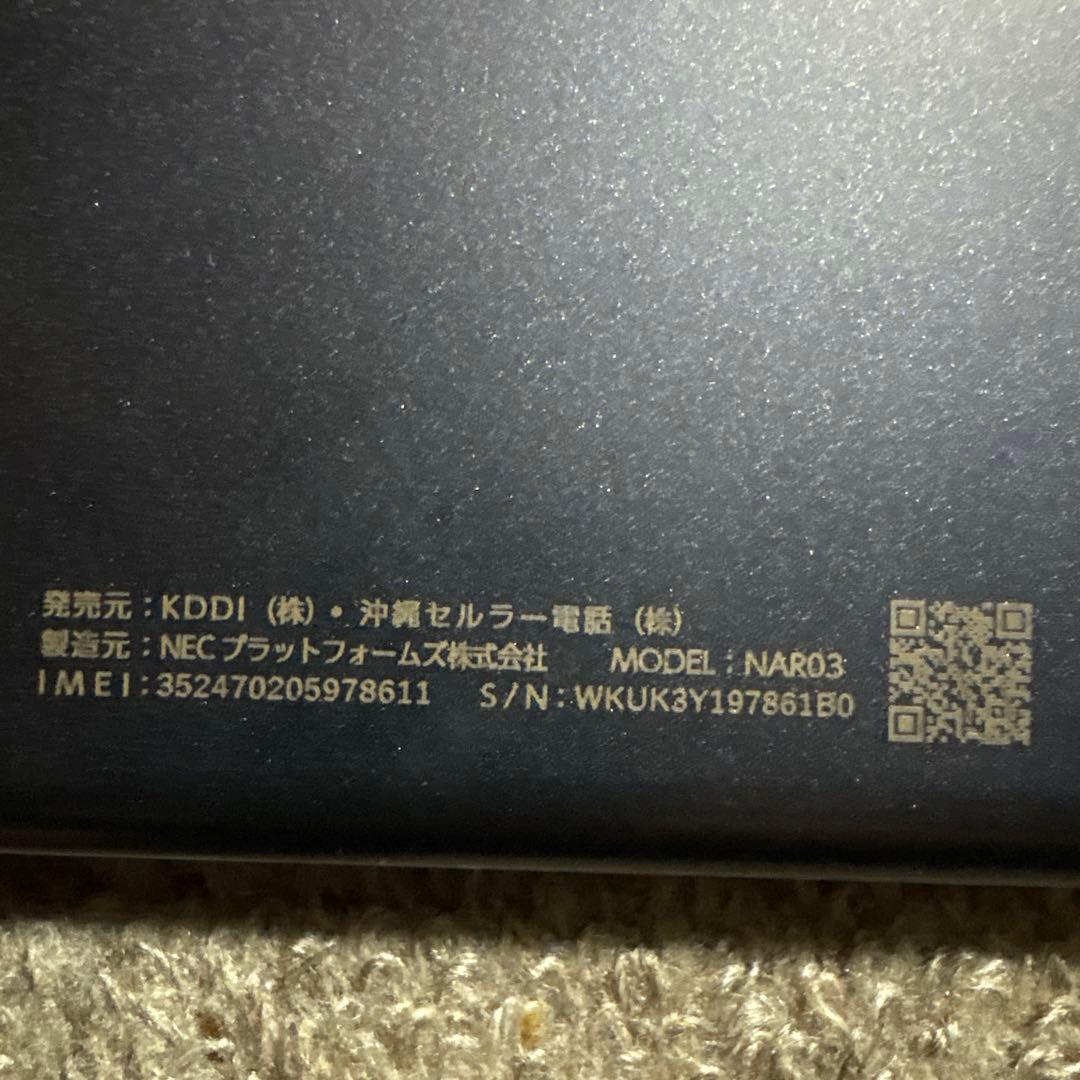 発売元：KDDI（株）・沖縄セルラー電話（株）
製造元：NECプラットフォームズ株式会社　MODEL：NAR03
IMEI：352470205978611　S/N：WKUK3Y197861B0